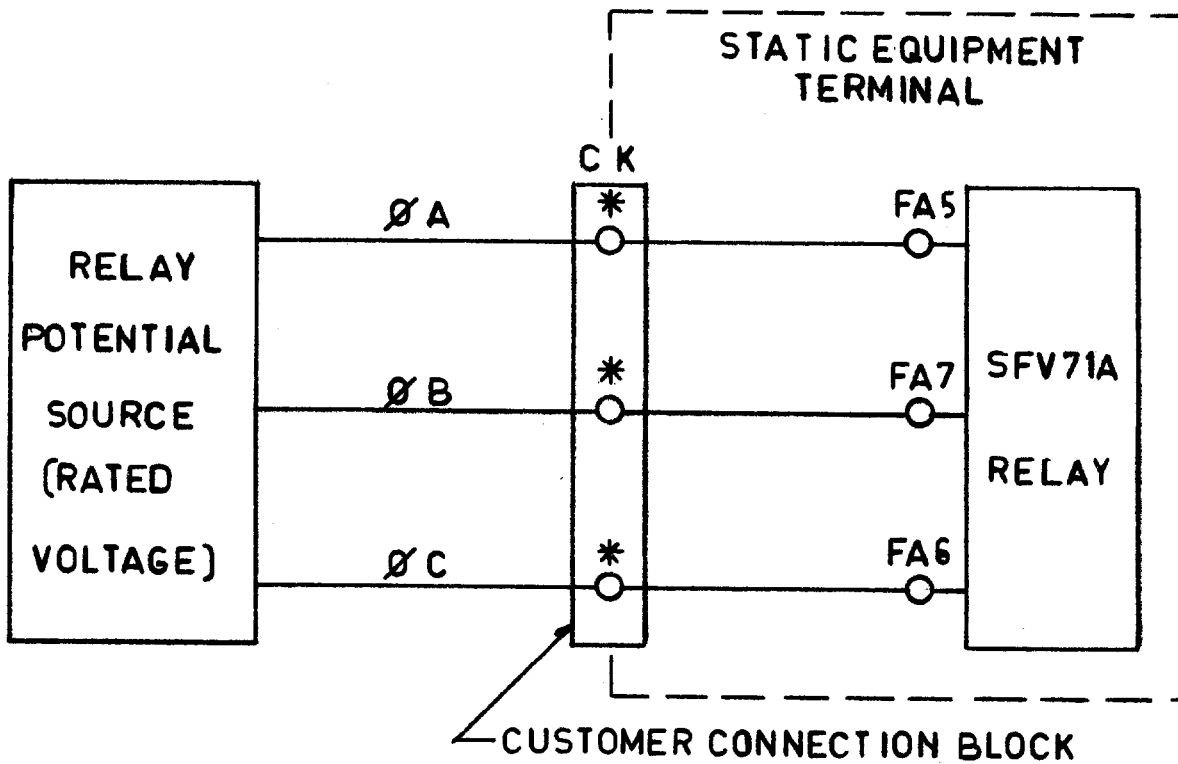 STATIC EQUIPMENT
TERMINAL
CK
RELAY
POTENTIAL
SOURCE
(RATED
VOLTAGE)
ØA
*
FA5
ØB
*
FA7
ØC
*
FA6
SFV71A
RELAY
CUSTOMER CONNECTION BLOCK